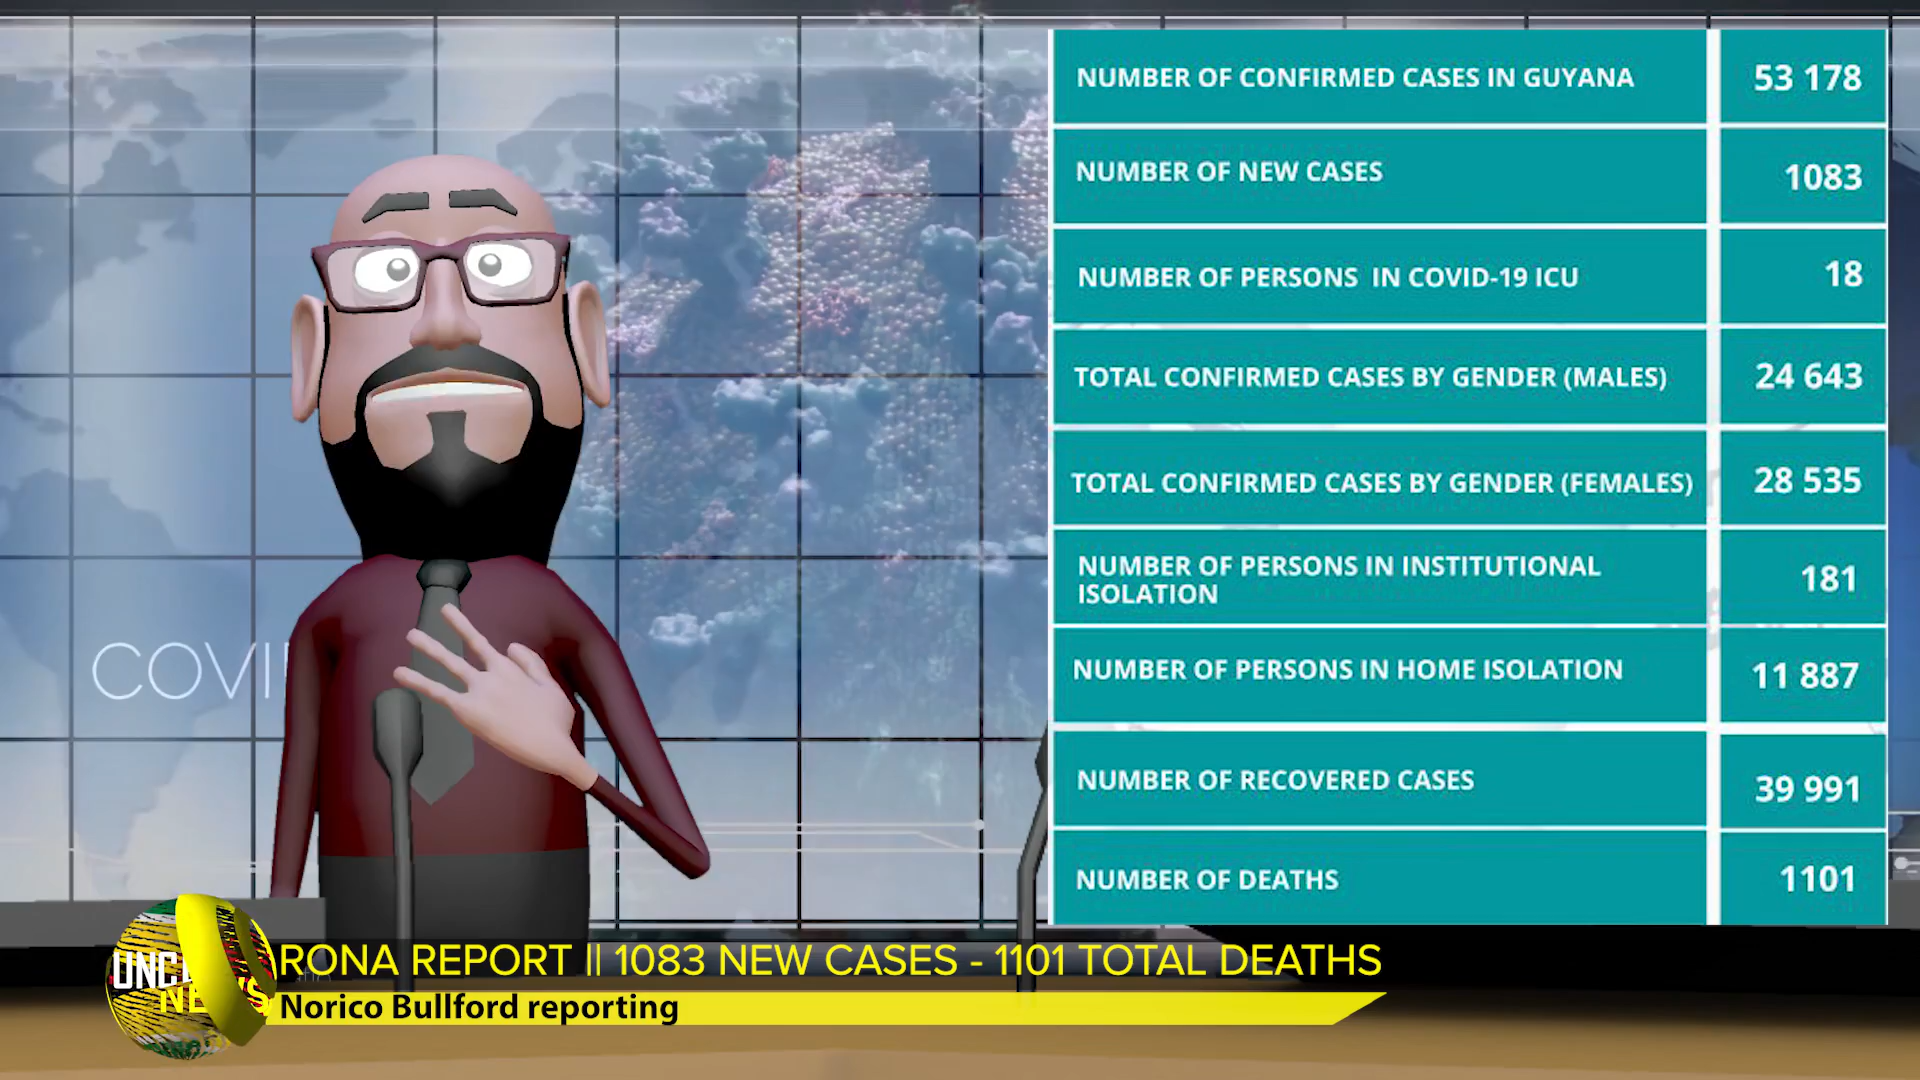 NUMBER OF CONFIRMED CASES IN GUYANA 53 178
NUMBER OF NEW CASES 1083
NUMBER OF PERSONS IN COVID-19 ICU 18
TOTAL CONFIRMED CASES BY GENDER (MALES) 24 643
TOTAL CONFIRMED CASES BY GENDER (FEMALES) 28 535
NUMBER OF PERSONS IN INSTITUTIONAL
ISOLATION 181
NUMBER OF PERSONS IN HOME ISOLATION 11 887
NUMBER OF RECOVERED CASES 39 991
NUMBER OF DEATHS 1101
COVI
RONA REPORT || 1083 NEW CASES - 1101 TOTAL DEATHS
Norico Bullford reporting
UNC
NEWS